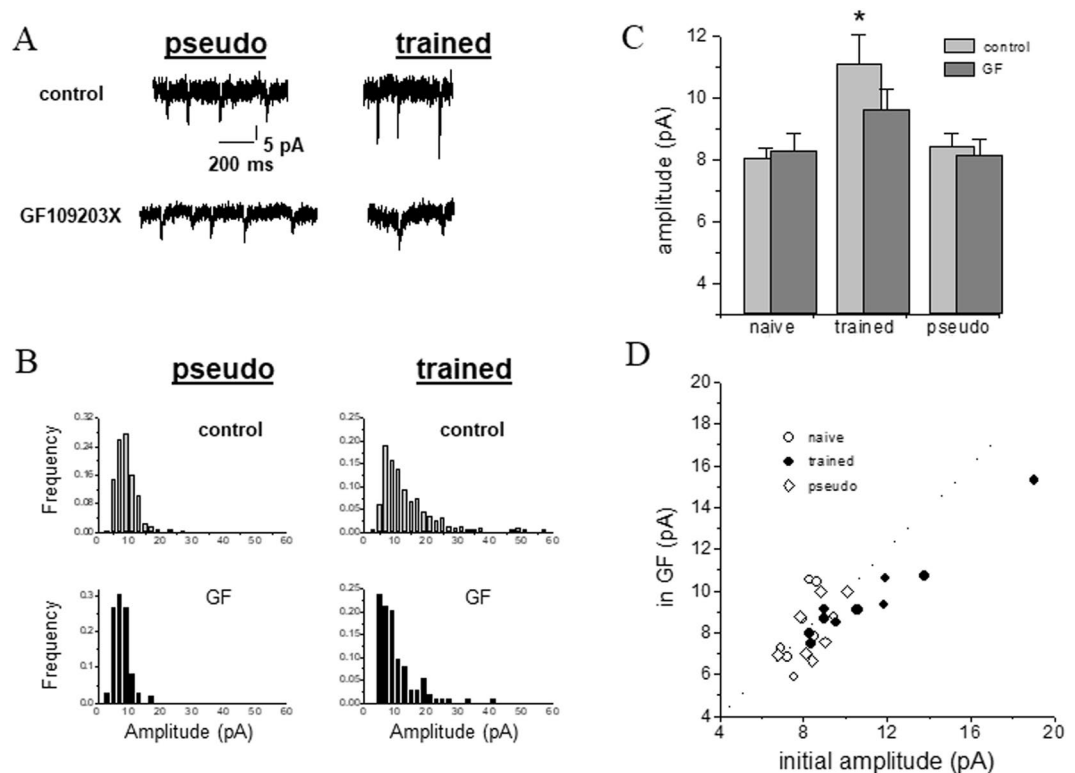 A
pseudo
trained
control
5 pA
200 ms
GF109203X
B
pseudo
trained
Frequency
0.32
0.24
0.16
0.08
0.00
control
0 10 20 30 40 50 60
0.25
0.20
0.15
0.10
0.05
0.00
control
0 10 20 30 40 50 60
Frequency
0.3
0.2
0.1
0.0
GF
0 10 20 30 40 50 60
Amplitude (pA)
0.25
0.20
0.15
0.10
0.05
0.00
GF
0 10 20 30 40 50 60
Amplitude (pA)
C
*
control
GF
amplitude (pA)
12
10
8
6
4
naive trained pseudo
D
in GF (pA)
20
18
16
14
12
10
8
6
4
naive
trained
pseudo
4 8 12 16 20
initial amplitude (pA)